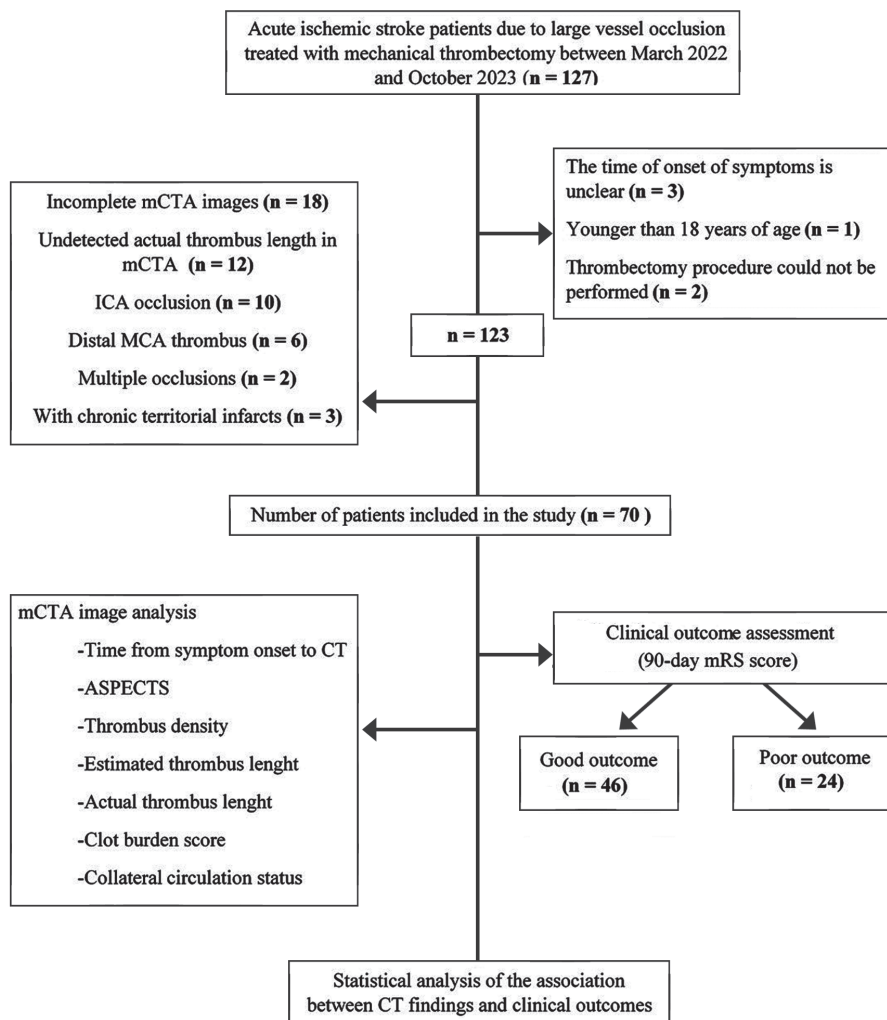 Acute ischemic stroke patients due to large vessel occlusion
treated with mechanical thrombectomy between March 2022
and October 2023 (n = 127)
The time of onset of symptoms is
unclear (n = 3)
Younger than 18 years of age (n = 1)
Thrombectomy procedure could not be
performed (n = 2)
Incomplete mCTA images (n = 18)
Undetected actual thrombus length in
mCTA (n = 12)
ICA occlusion (n = 10)
Distal MCA thrombus (n = 6)
Multiple occlusions (n = 2)
With chronic territorial infarcts (n = 3)
n = 123
Number of patients included in the study (n = 70 )
mCTA image analysis
-Time from symptom onset to CT
-ASPECTS
-Thrombus density
-Estimated thrombus lenght
-Actual thrombus lenght
-Clot burden score
-Collateral circulation status
Clinical outcome assessment
(90-day mRS score)
Good outcome
(n = 46)
Poor outcome
(n = 24)
Statistical analysis of the association
between CT findings and clinical outcomes